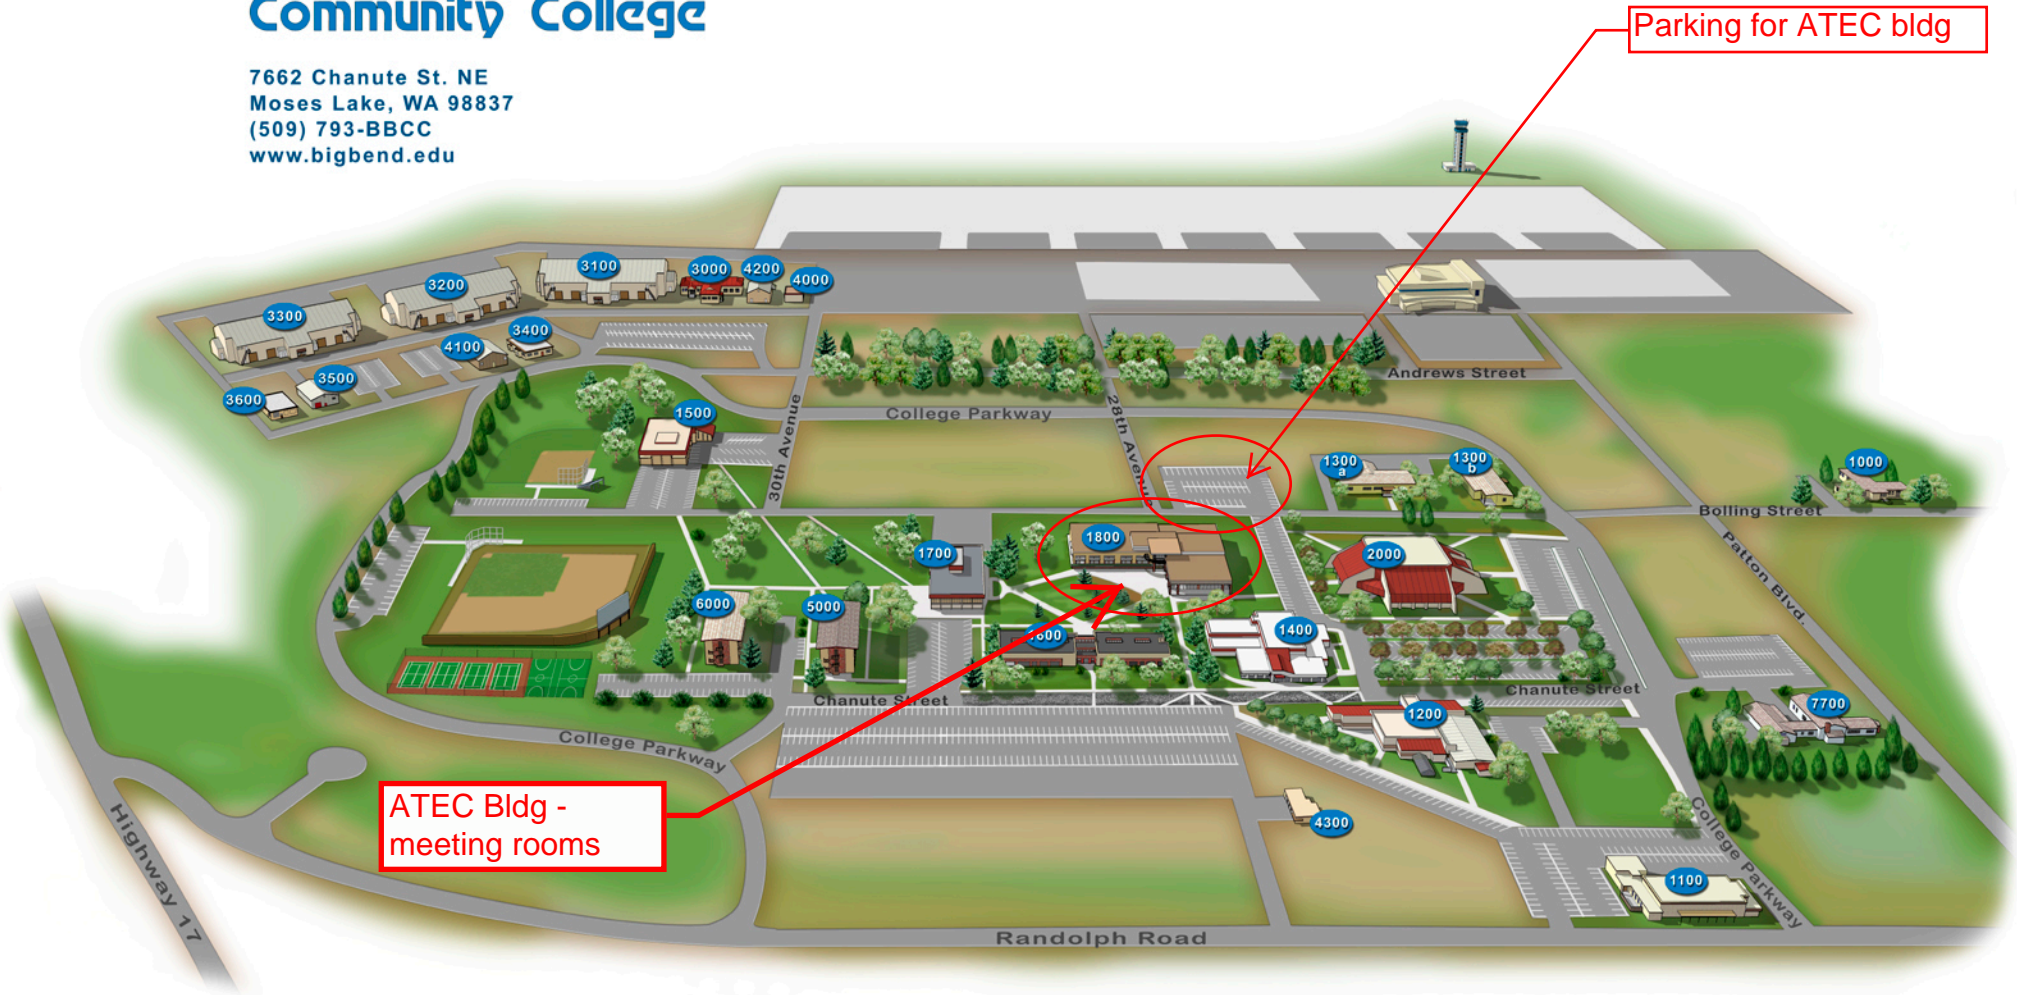 Community College
Parking for ATEC bldg
7662 Chanute St. NE
Moses Lake, WA 98837
(509) 793-BBCC
www.bigbend.edu
3100
3000
4200
4000
3200
3300
3400
4100
3500
3600
Andrews Street
1500
College Parkway
30th Avenue
28th Avenue
1300
a
1300
b
1000
Bolling Street
1800
1700
2000
Patton Blvd.
6000
5000
1600
1400
Chanute Street
Chanute Street
7700
1200
College Parkway
ATEC Bldg -
meeting rooms
4300
College Parkway
1100
Highway 17
Randolph Road